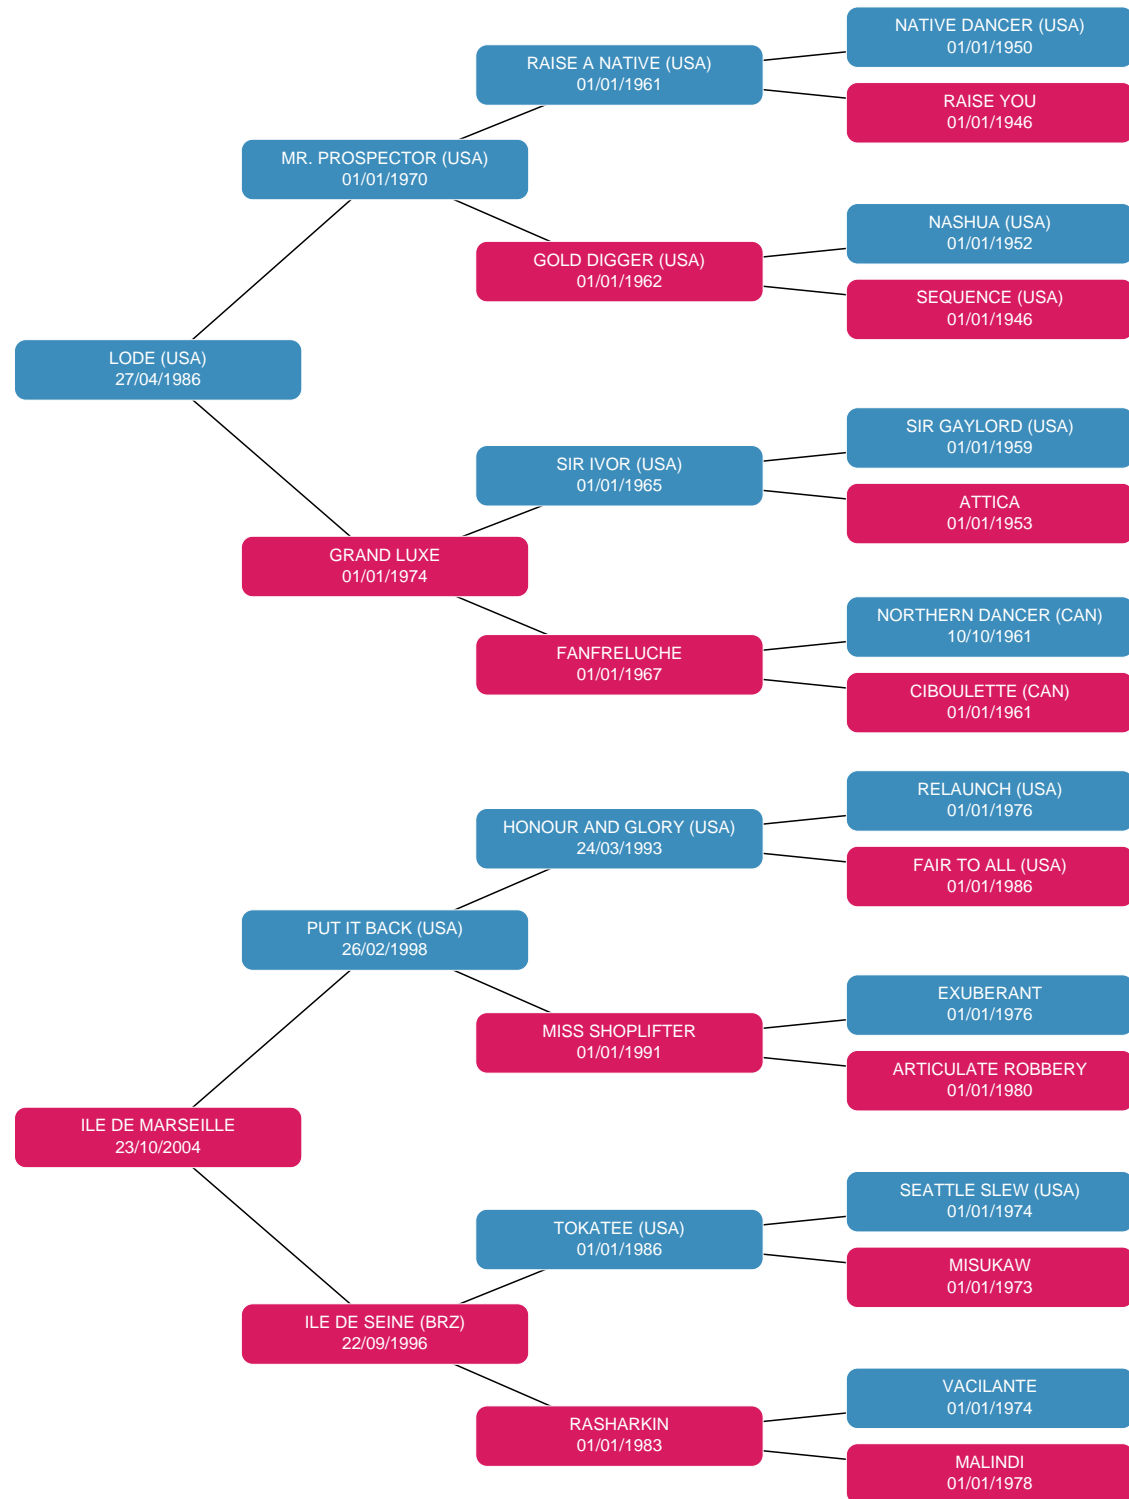 NATIVE DANCER (USA)
01/01/1950
RAISE A NATIVE (USA)
01/01/1961
RAISE YOU
01/01/1946
MR. PROSPECTOR (USA)
01/01/1970
NASHUA (USA)
01/01/1952
GOLD DIGGER (USA)
01/01/1962
SEQUENCE (USA)
01/01/1946
LODE (USA)
27/04/1986
SIR GAYLORD (USA)
01/01/1959
SIR IVOR (USA)
01/01/1965
ATTICA
01/01/1953
GRAND LUXE
01/01/1974
NORTHERN DANCER (CAN)
10/10/1961
FANFRELUCHE
01/01/1967
CIBOULETTE (CAN)
01/01/1961
RELAUNCH (USA)
01/01/1976
HONOUR AND GLORY (USA)
24/03/1993
FAIR TO ALL (USA)
01/01/1986
PUT IT BACK (USA)
26/02/1998
EXUBERANT
01/01/1976
MISS SHOPLIFTER
01/01/1991
ARTICULATE ROBBERY
01/01/1980
ILE DE MARSEILLE
23/10/2004
SEATTLE SLEW (USA)
01/01/1974
TOKATEE (USA)
01/01/1986
MISUKAW
01/01/1973
ILE DE SEINE (BRZ)
22/09/1996
VACILANTE
01/01/1974
RASHARKIN
01/01/1983
MALINDI
01/01/1978